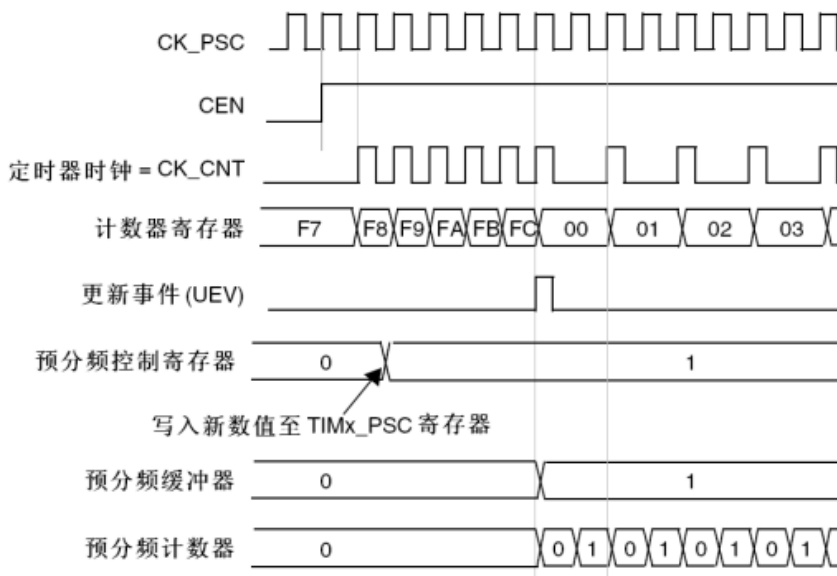 CK_PSC
CEN
定时器时钟 = CK_CNT
计数器寄存器 F7 F8 F9 FA FB FC 00 01 02 03
更新事件(UEV)
预分频控制寄存器 0 1
写入新数值至 TIMx_PSC 寄存器
预分频缓冲器 0 1
预分频计数器 0 0 1 0 1 0 1 0 1